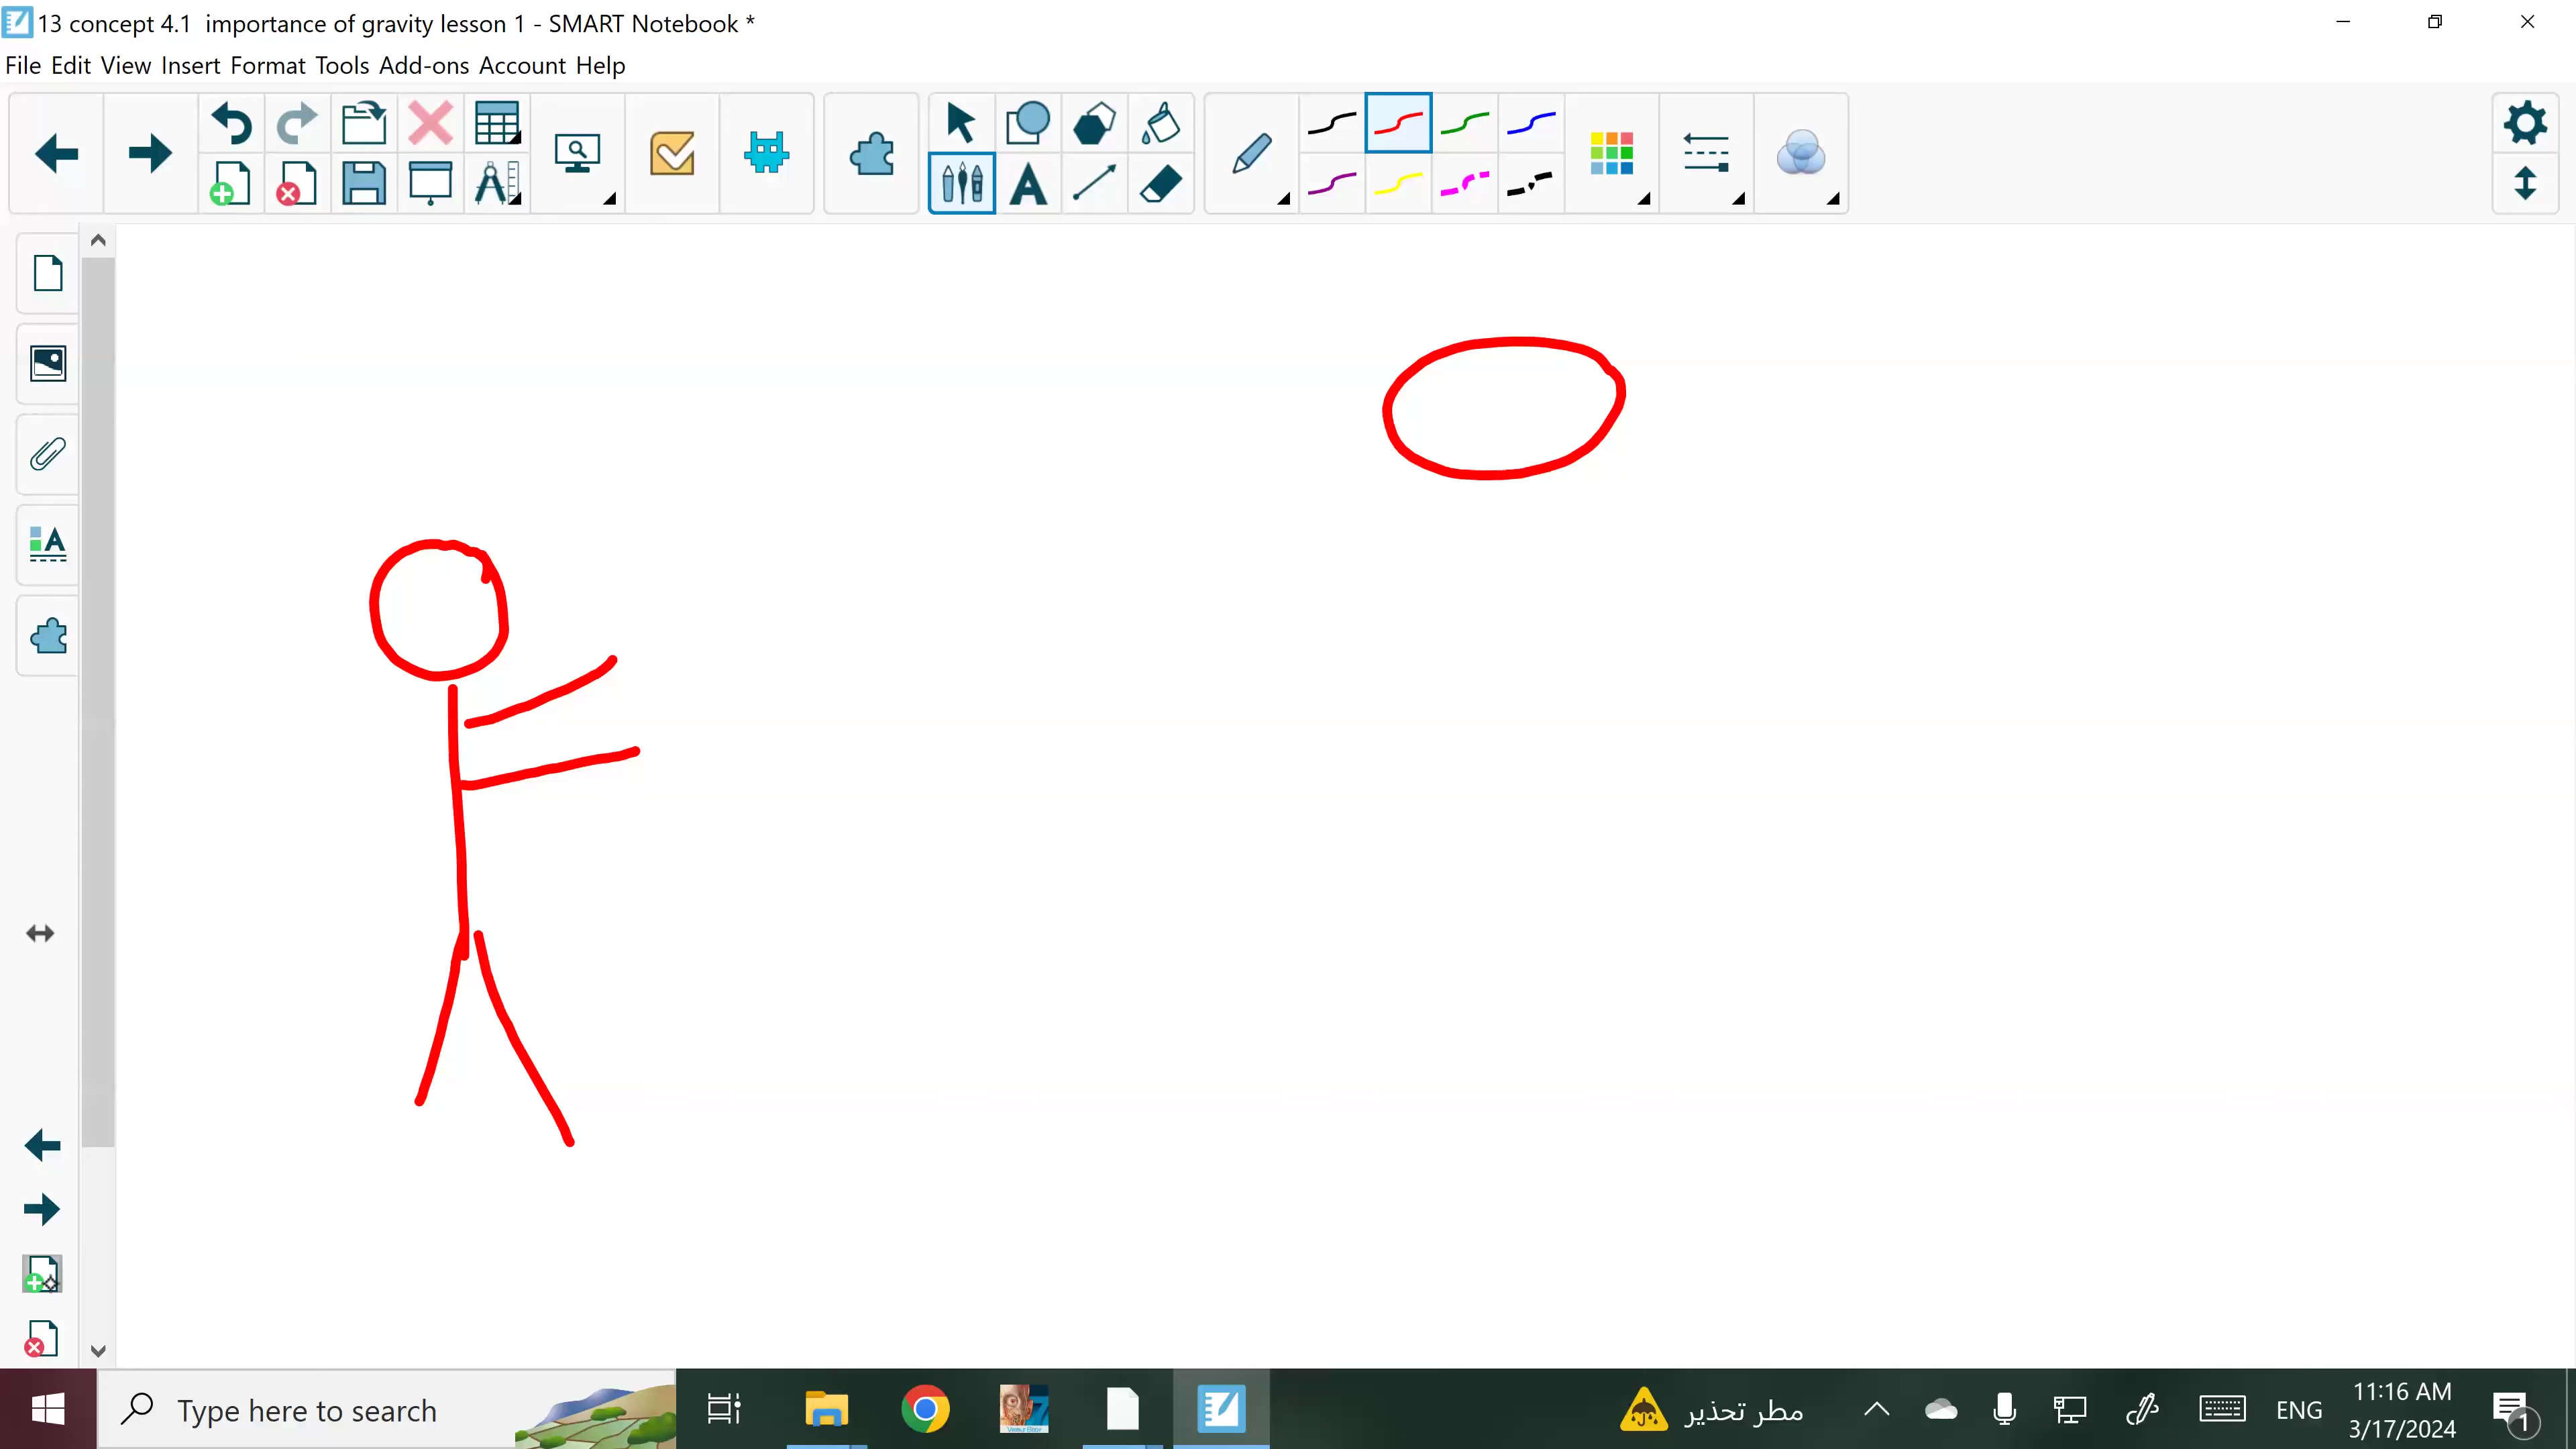 13 concept 4.1  importance of gravity lesson 1 - SMART Notebook *
File Edit View Insert Format Tools Add-ons Account Help
A
A
Type here to search
مطر تحذير
ENG
11:16 AM
3/17/2024
1